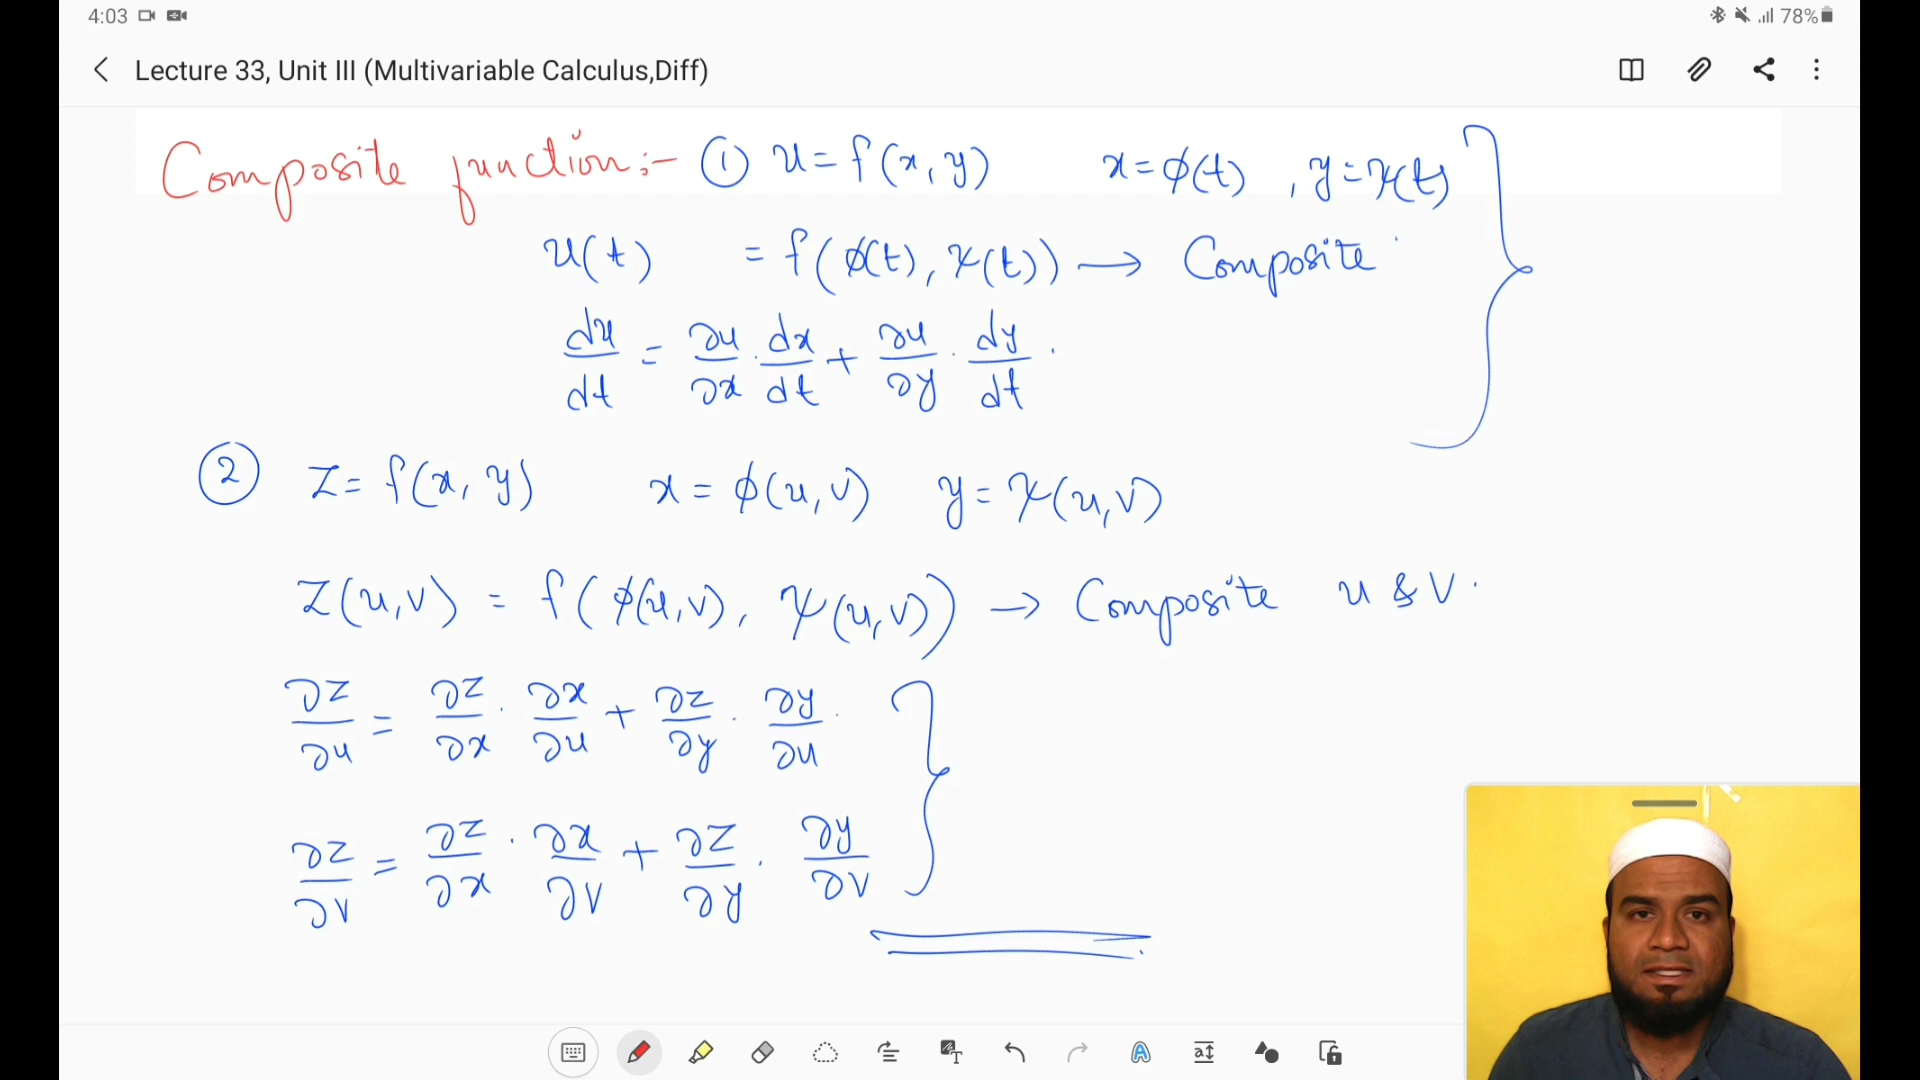 4:03 78%
Lecture 33, Unit III (Multivariable Calculus,Diff)
Composite function:- ① u = f(x, y) x = ϕ(t) , y = ψ(t)
u(t) = f(ϕ(t), ψ(t)) → Composite
du/dt = ∂u/∂x · dx/dt + ∂u/∂y · dy/dt ·
② Z = f(x, y) x = ϕ(u, v) y = ψ(u, v)
Z(u,v) = f(ϕ(u,v), ψ(u,v)) → Composite u & v ·
∂z/∂u = ∂z/∂x · ∂x/∂u + ∂z/∂y · ∂y/∂u ·
∂z/∂v = ∂z/∂x · ∂x/∂v + ∂z/∂y · ∂y/∂v